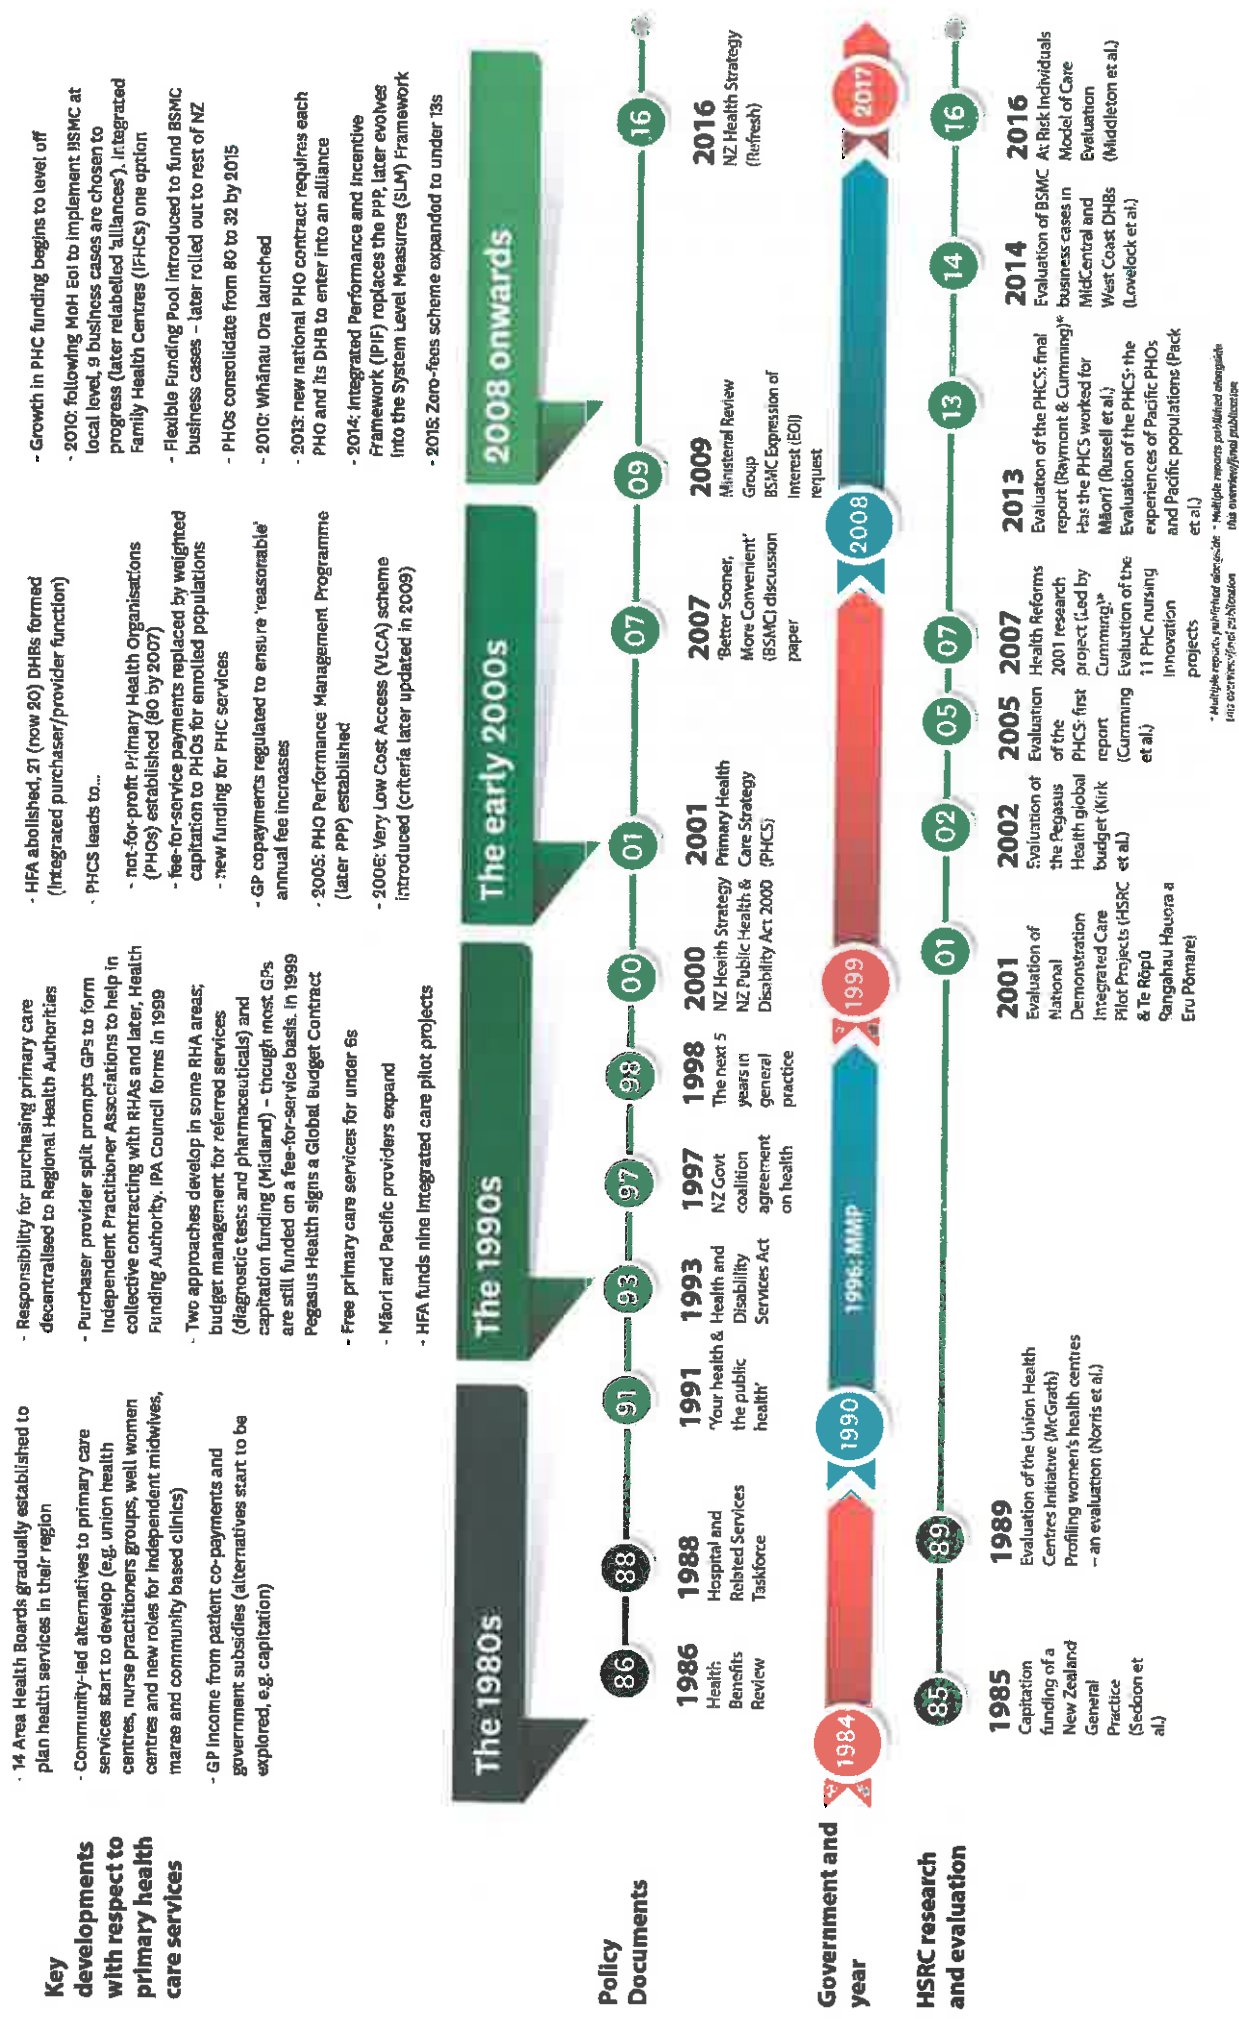 Key
developments
with respect to
primary health
care services
- 14 Area Health Boards gradually established to
plan health services in their region
- Community-led alternatives to primary care
services start to develop (e.g. union health
centres, nurse practitioners groups, well women
centres and new roles for independent midwives,
marae and community based clinics)
- GP income from patient co-payments and
government subsidies (alternatives start to be
explored, e.g. capitation)
- Responsibility for purchasing primary care
decentralised to Regional Health Authorities
- Purchaser provider split prompts GPs to form
Independent Practitioner Associations to help in
collective contracting with RHAs and later, Health
Funding Authority. IPA Council forms in 1999
- Two approaches develop in some RHA areas;
budget management for referred services
(diagnostic tests and pharmaceuticals) and
capitation funding (Midland) – though most GPs
are still funded on a fee-for-service basis. In 1999
Pegasus Health signs a Global Budget Contract
- Free primary care services for under 6s
- Māori and Pacific providers expand
- HFA funds nine integrated care pilot projects
- HFA abolished, 21 (now 20) DHBs formed
(integrated purchaser/provider function)
- PHCS leads to...
- not-for-profit Primary Health Organisations
(PHOs) established (80 by 2007)
- fee-for-service payments replaced by weighted
capitation to PHOs for enrolled populations
- new funding for PHC services
- GP copayments regulated to ensure 'reasonable'
annual fee increases
- 2005: PHO Performance Management Programme
(later PPP) established
- 2006: Very Low Cost Access (VLCA) scheme
introduced (criteria later updated in 2009)
- Growth in PHC funding begins to level off
- 2010: following MoH EoI to implement BSMC at
local level, 9 business cases are chosen to
progress (later relabelled 'alliances'). Integrated
Family Health Centres (IFHCs) one option
- Flexible Funding Pool introduced to fund BSMC
business cases – later rolled out to rest of NZ
- PHOs consolidate from 80 to 32 by 2015
- 2010: Whānau Ora launched
- 2013: new national PHO contract requires each
PHO and its DHB to enter into an alliance
- 2014: Integrated Performance and Incentive
Framework (IPIF) replaces the PPP, later evolves
into the System Level Measures (SLM) Framework
- 2015: Zero-fees scheme expanded to under 13s
The 1980s
The 1990s
The early 2000s
2008 onwards
Policy
Documents
86
88
91
93
97
98
00
01
07
09
16
1986
Health
Benefits
Review
1988
Hospital and
Related Services
Taskforce
1991
'Your health &
the public
health'
1993
Health and
Disability
Services Act
1997
NZ Govt
coalition
agreement
on health
1998
The next 5
years in
general
practice
2000
NZ Health Strategy
NZ Public Health &
Disability Act 2000
2001
Primary Health
Care Strategy
(PHCS)
2007
'Better Sooner,
More Convenient'
(BSMC) discussion
paper
2009
Ministerial Review
Group
BSMC Expression of
Interest (EOI)
request
2016
NZ Health Strategy
(Refresh)
Government and
year
1984
1990
1996: MMP
1999
2008
2017
HSRC research
and evaluation
85
89
01
02
05
07
13
14
16
1985
Capitation
funding of a
New Zealand
General
Practice
(Seddon et
al.)
1989
Evaluation of the Union Health
Centres Initiative (McGrath)
Profiling women's health centres
– an evaluation (Norris et al.)
2001
Evaluation of
National
Demonstration
Integrated Care
Pilot Projects (HSRC
& Te Rōpū
Rangahau Hauora a
Eru Pōmare)
2002
Evaluation of
the Pegasus
Health global
budget (Kirk
et al.)
2005
Evaluation
of the
PHCS: first
report
(Cumming
et al.)
2007
Health Reforms
2001 research
project (Led by
Cumming)*
Evaluation of the
11 PHC nursing
innovation
projects
* Multiple reports published alongside
this overview/final publication
2013
Evaluation of the PHCS: final
report (Raymont & Cumming)*
Has the PHCS worked for
Māori? (Russell et al.)
Evaluation of the PHCS: the
experiences of Pacific PHOs
and Pacific populations (Pack
et al.)
* Multiple reports published alongside
this overview/final publication
2014
Evaluation of BSMC
business cases in
MidCentral and
West Coast DHBs
(Lovelock et al.)
2016
At Risk Individuals
Model of Care
Evaluation
(Middleton et al.)